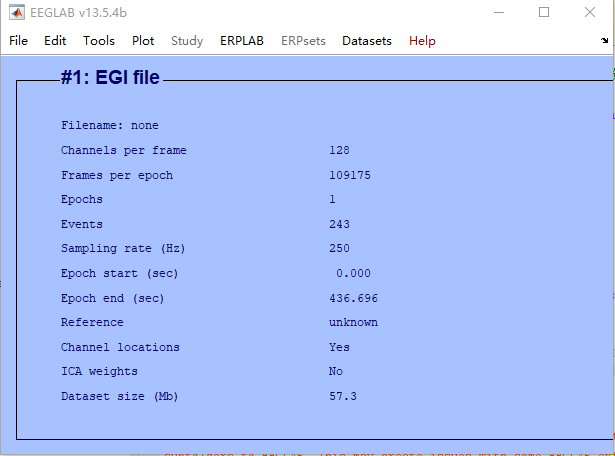 EEGLAB v13.5.4b
File Edit Tools Plot Study ERPLAB ERPsets Datasets Help
#1: EGI file
Filename: none
Channels per frame 128
Frames per epoch 109175
Epochs 1
Events 243
Sampling rate (Hz) 250
Epoch start (sec) 0.000
Epoch end (sec) 436.696
Reference unknown
Channel locations Yes
ICA weights No
Dataset size (Mb) 57.3